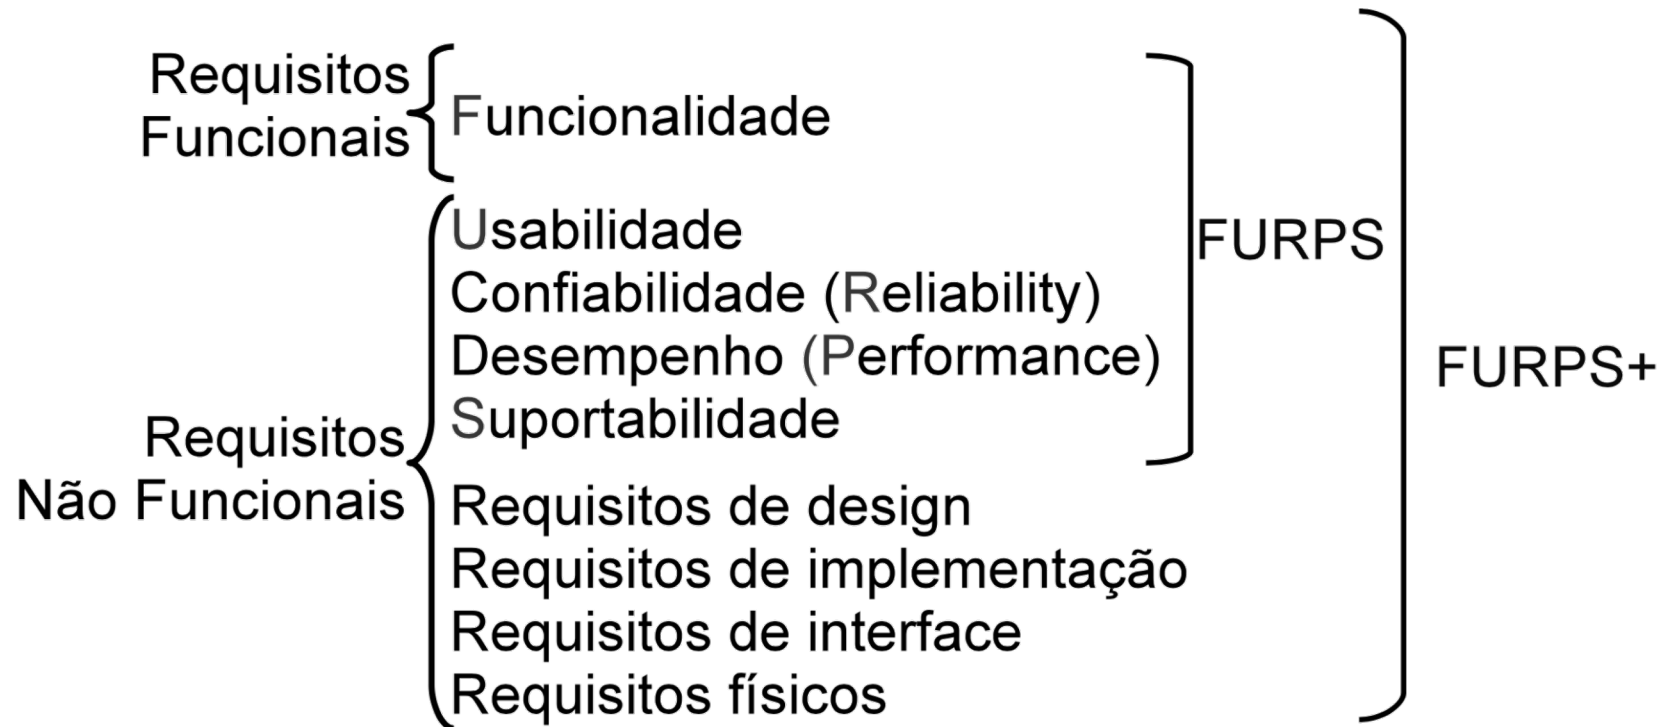 Requisitos
Funcionais
Funcionalidade
Usabilidade
Confiabilidade (Reliability)
Desempenho (Performance)
Suportabilidade
FURPS
Requisitos
Não Funcionais
Requisitos de design
Requisitos de implementação
Requisitos de interface
Requisitos físicos
FURPS+